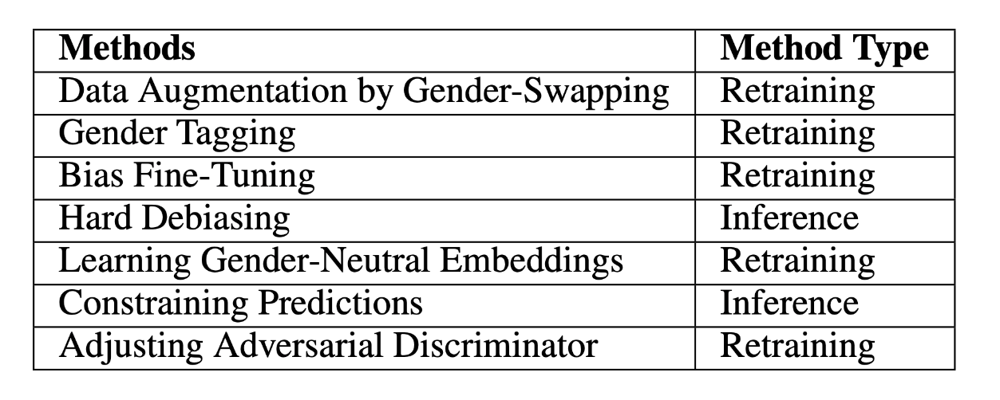 Methods Method Type
Data Augmentation by Gender-Swapping Retraining
Gender Tagging Retraining
Bias Fine-Tuning Retraining
Hard Debiasing Inference
Learning Gender-Neutral Embeddings Retraining
Constraining Predictions Inference
Adjusting Adversarial Discriminator Retraining